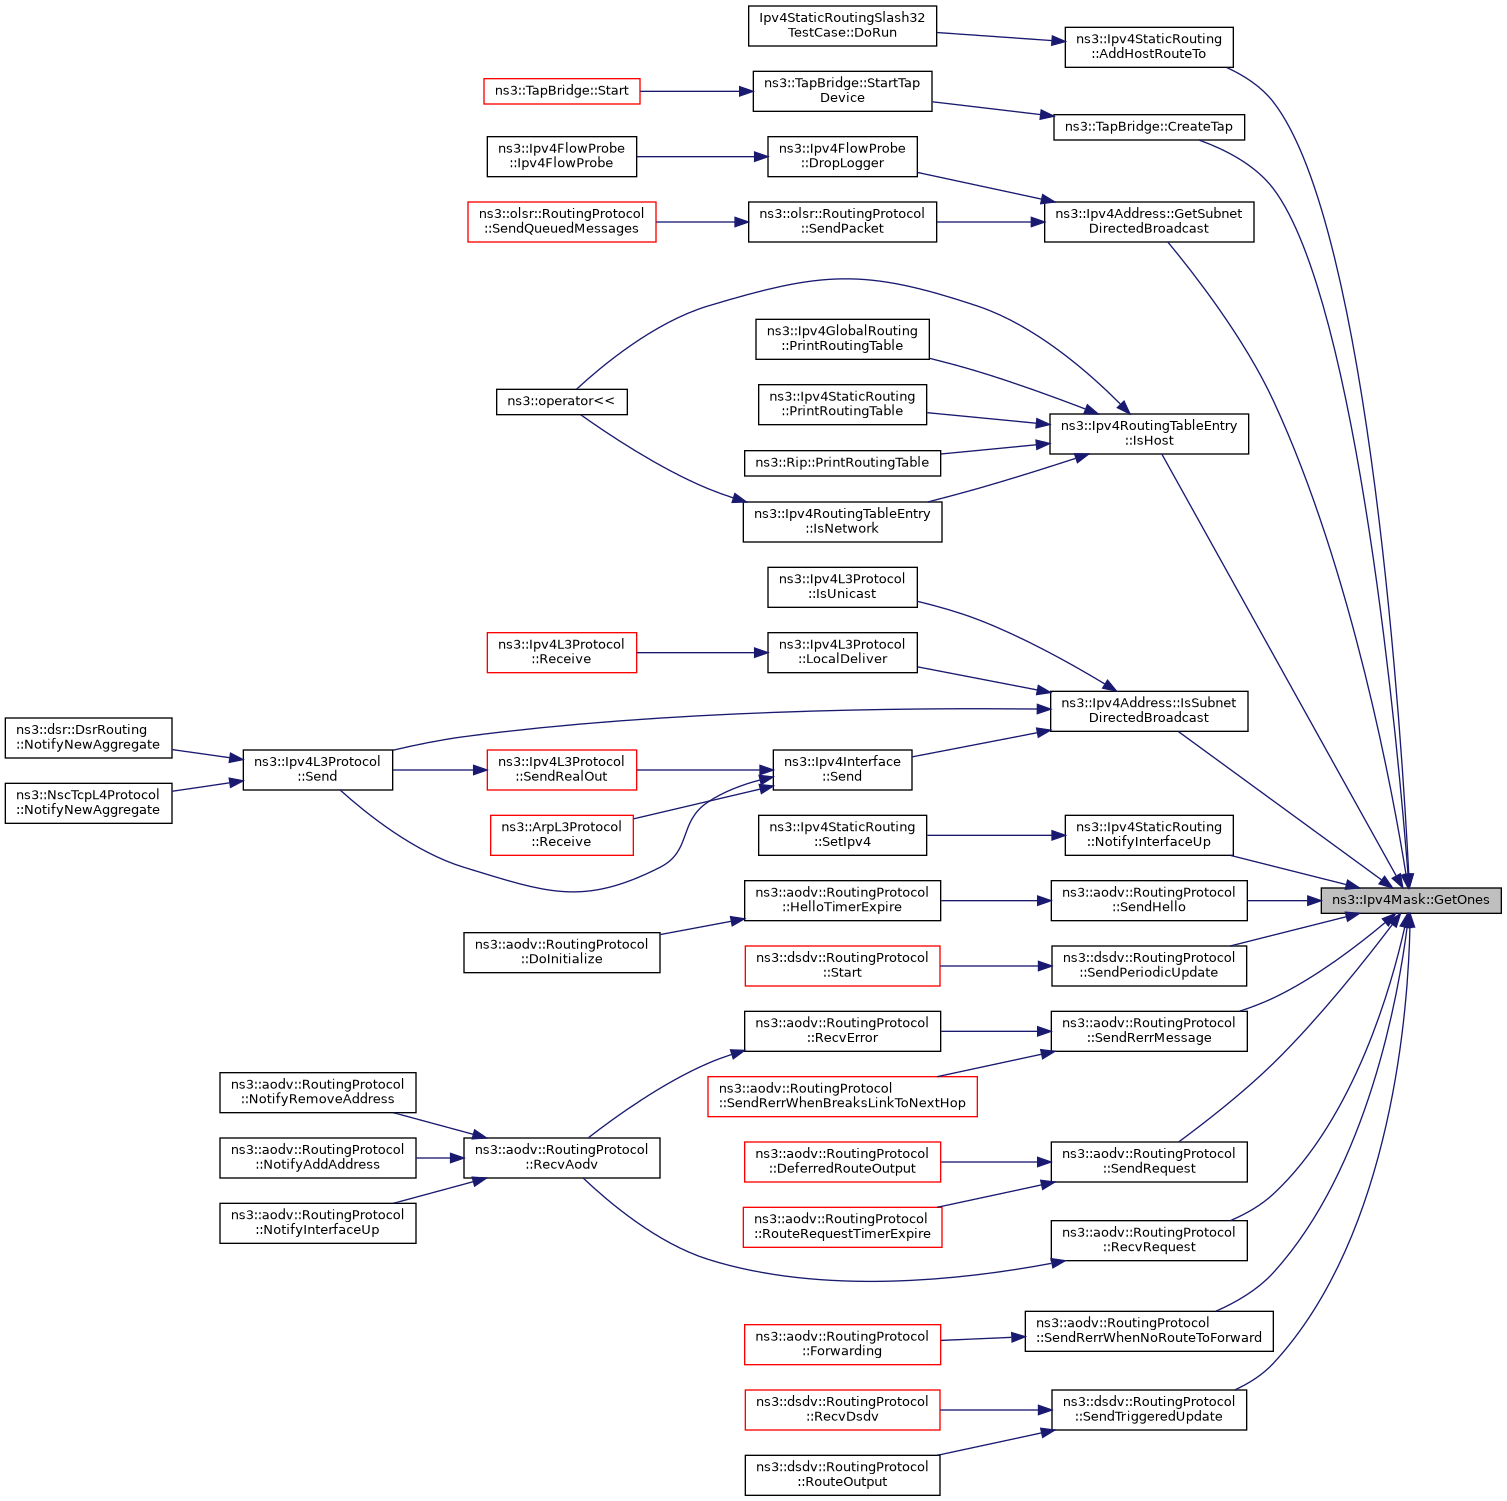 Ipv4StaticRoutingSlash32
TestCase::DoRun
ns3::Ipv4StaticRouting
::AddHostRouteTo
ns3::TapBridge::Start
ns3::TapBridge::StartTap
Device
ns3::TapBridge::CreateTap
ns3::Ipv4FlowProbe
::Ipv4FlowProbe
ns3::Ipv4FlowProbe
::DropLogger
ns3::olsr::RoutingProtocol
::SendQueuedMessages
ns3::olsr::RoutingProtocol
::SendPacket
ns3::Ipv4Address::GetSubnet
DirectedBroadcast
ns3::Ipv4GlobalRouting
::PrintRoutingTable
ns3::operator<<
ns3::Ipv4StaticRouting
::PrintRoutingTable
ns3::Ipv4RoutingTableEntry
::IsHost
ns3::Rip::PrintRoutingTable
ns3::Ipv4RoutingTableEntry
::IsNetwork
ns3::Ipv4L3Protocol
::IsUnicast
ns3::Ipv4L3Protocol
::Receive
ns3::Ipv4L3Protocol
::LocalDeliver
ns3::Ipv4Address::IsSubnet
DirectedBroadcast
ns3::dsr::DsrRouting
::NotifyNewAggregate
ns3::Ipv4L3Protocol
::Send
ns3::Ipv4L3Protocol
::SendRealOut
ns3::Ipv4Interface
::Send
ns3::NscTcpL4Protocol
::NotifyNewAggregate
ns3::ArpL3Protocol
::Receive
ns3::Ipv4StaticRouting
::SetIpv4
ns3::Ipv4StaticRouting
::NotifyInterfaceUp
ns3::Ipv4Mask::GetOnes
ns3::aodv::RoutingProtocol
::HelloTimerExpire
ns3::aodv::RoutingProtocol
::SendHello
ns3::aodv::RoutingProtocol
::DoInitialize
ns3::dsdv::RoutingProtocol
::Start
ns3::dsdv::RoutingProtocol
::SendPeriodicUpdate
ns3::aodv::RoutingProtocol
::RecvError
ns3::aodv::RoutingProtocol
::SendRerrMessage
ns3::aodv::RoutingProtocol
::SendRerrWhenBreaksLinkToNextHop
ns3::aodv::RoutingProtocol
::NotifyRemoveAddress
ns3::aodv::RoutingProtocol
::NotifyAddAddress
ns3::aodv::RoutingProtocol
::RecvAodv
ns3::aodv::RoutingProtocol
::DeferredRouteOutput
ns3::aodv::RoutingProtocol
::SendRequest
ns3::aodv::RoutingProtocol
::NotifyInterfaceUp
ns3::aodv::RoutingProtocol
::RouteRequestTimerExpire
ns3::aodv::RoutingProtocol
::RecvRequest
ns3::aodv::RoutingProtocol
::Forwarding
ns3::aodv::RoutingProtocol
::SendRerrWhenNoRouteToForward
ns3::dsdv::RoutingProtocol
::RecvDsdv
ns3::dsdv::RoutingProtocol
::SendTriggeredUpdate
ns3::dsdv::RoutingProtocol
::RouteOutput